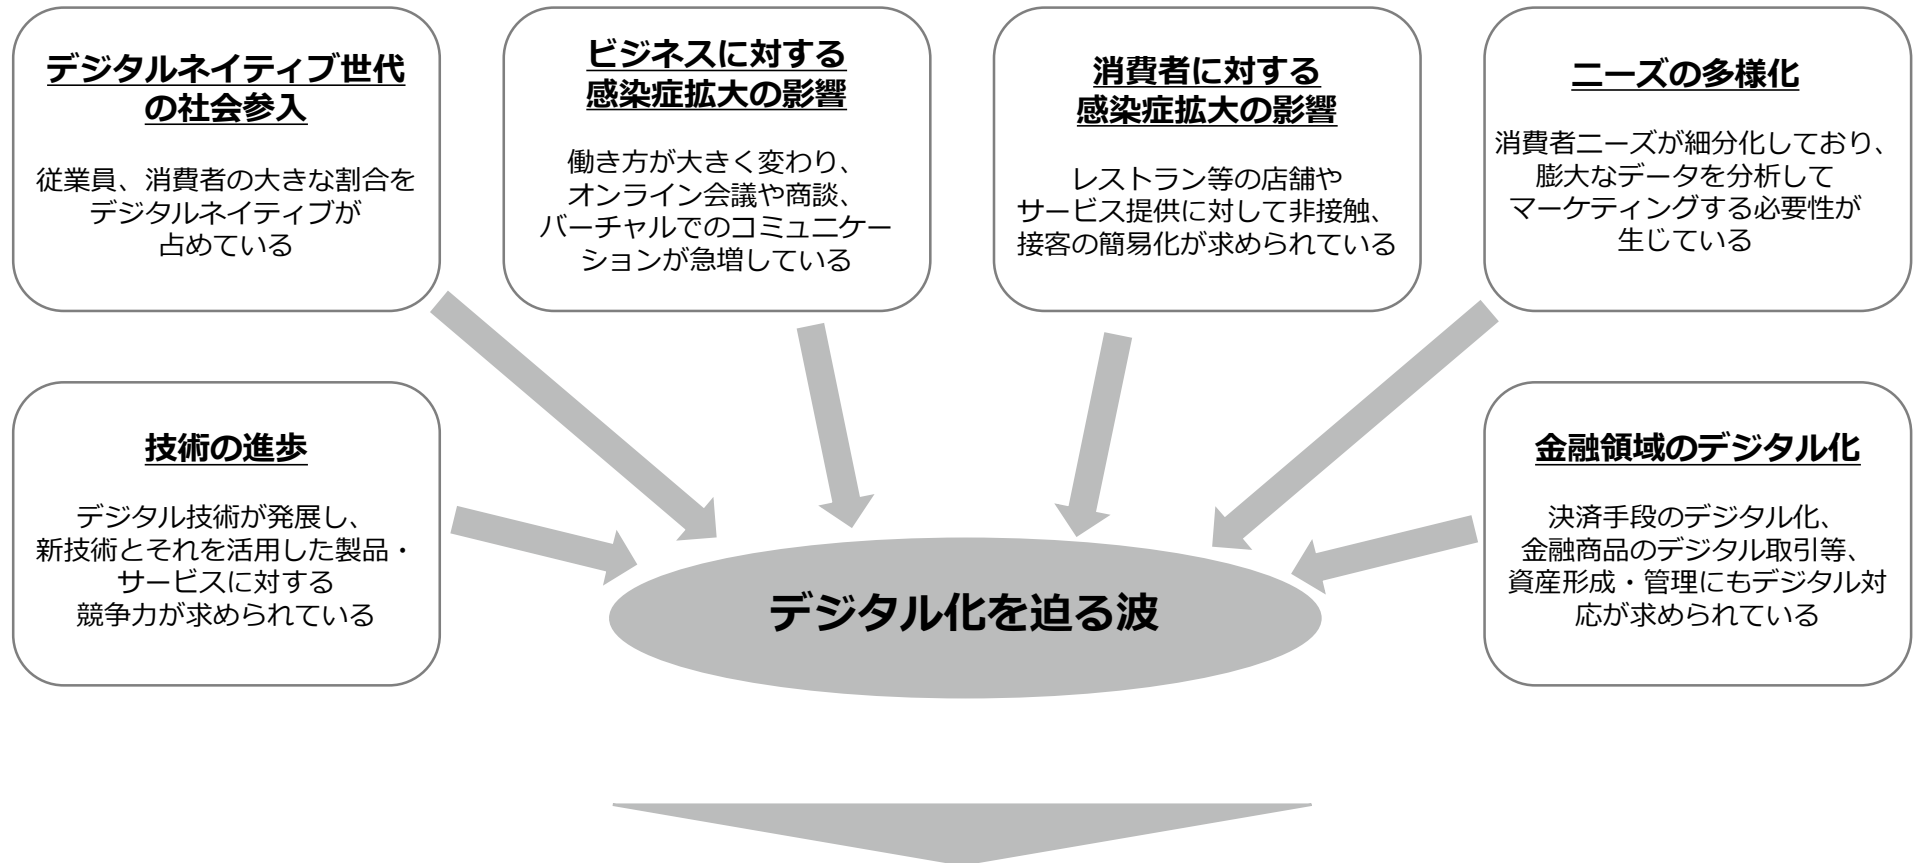 デジタルネイティブ世代
の社会参入
従業員、消費者の大きな割合を
デジタルネイティブが
占めている
ビジネスに対する
感染症拡大の影響
働き方が大きく変わり、
オンライン会議や商談、
バーチャルでのコミュニケー
ションが急増している
消費者に対する
感染症拡大の影響
レストラン等の店舗や
サービス提供に対して非接触、
接客の簡易化が求められている
ニーズの多様化
消費者ニーズが細分化しており、
膨大なデータを分析して
マーケティングする必要性が
生じている
技術の進歩
デジタル技術が発展し、
新技術とそれを活用した製品・
サービスに対する
競争力が求められている
金融領域のデジタル化
決済手段のデジタル化、
金融商品のデジタル取引等、
資産形成・管理にもデジタル対
応が求められている
デジタル化を迫る波